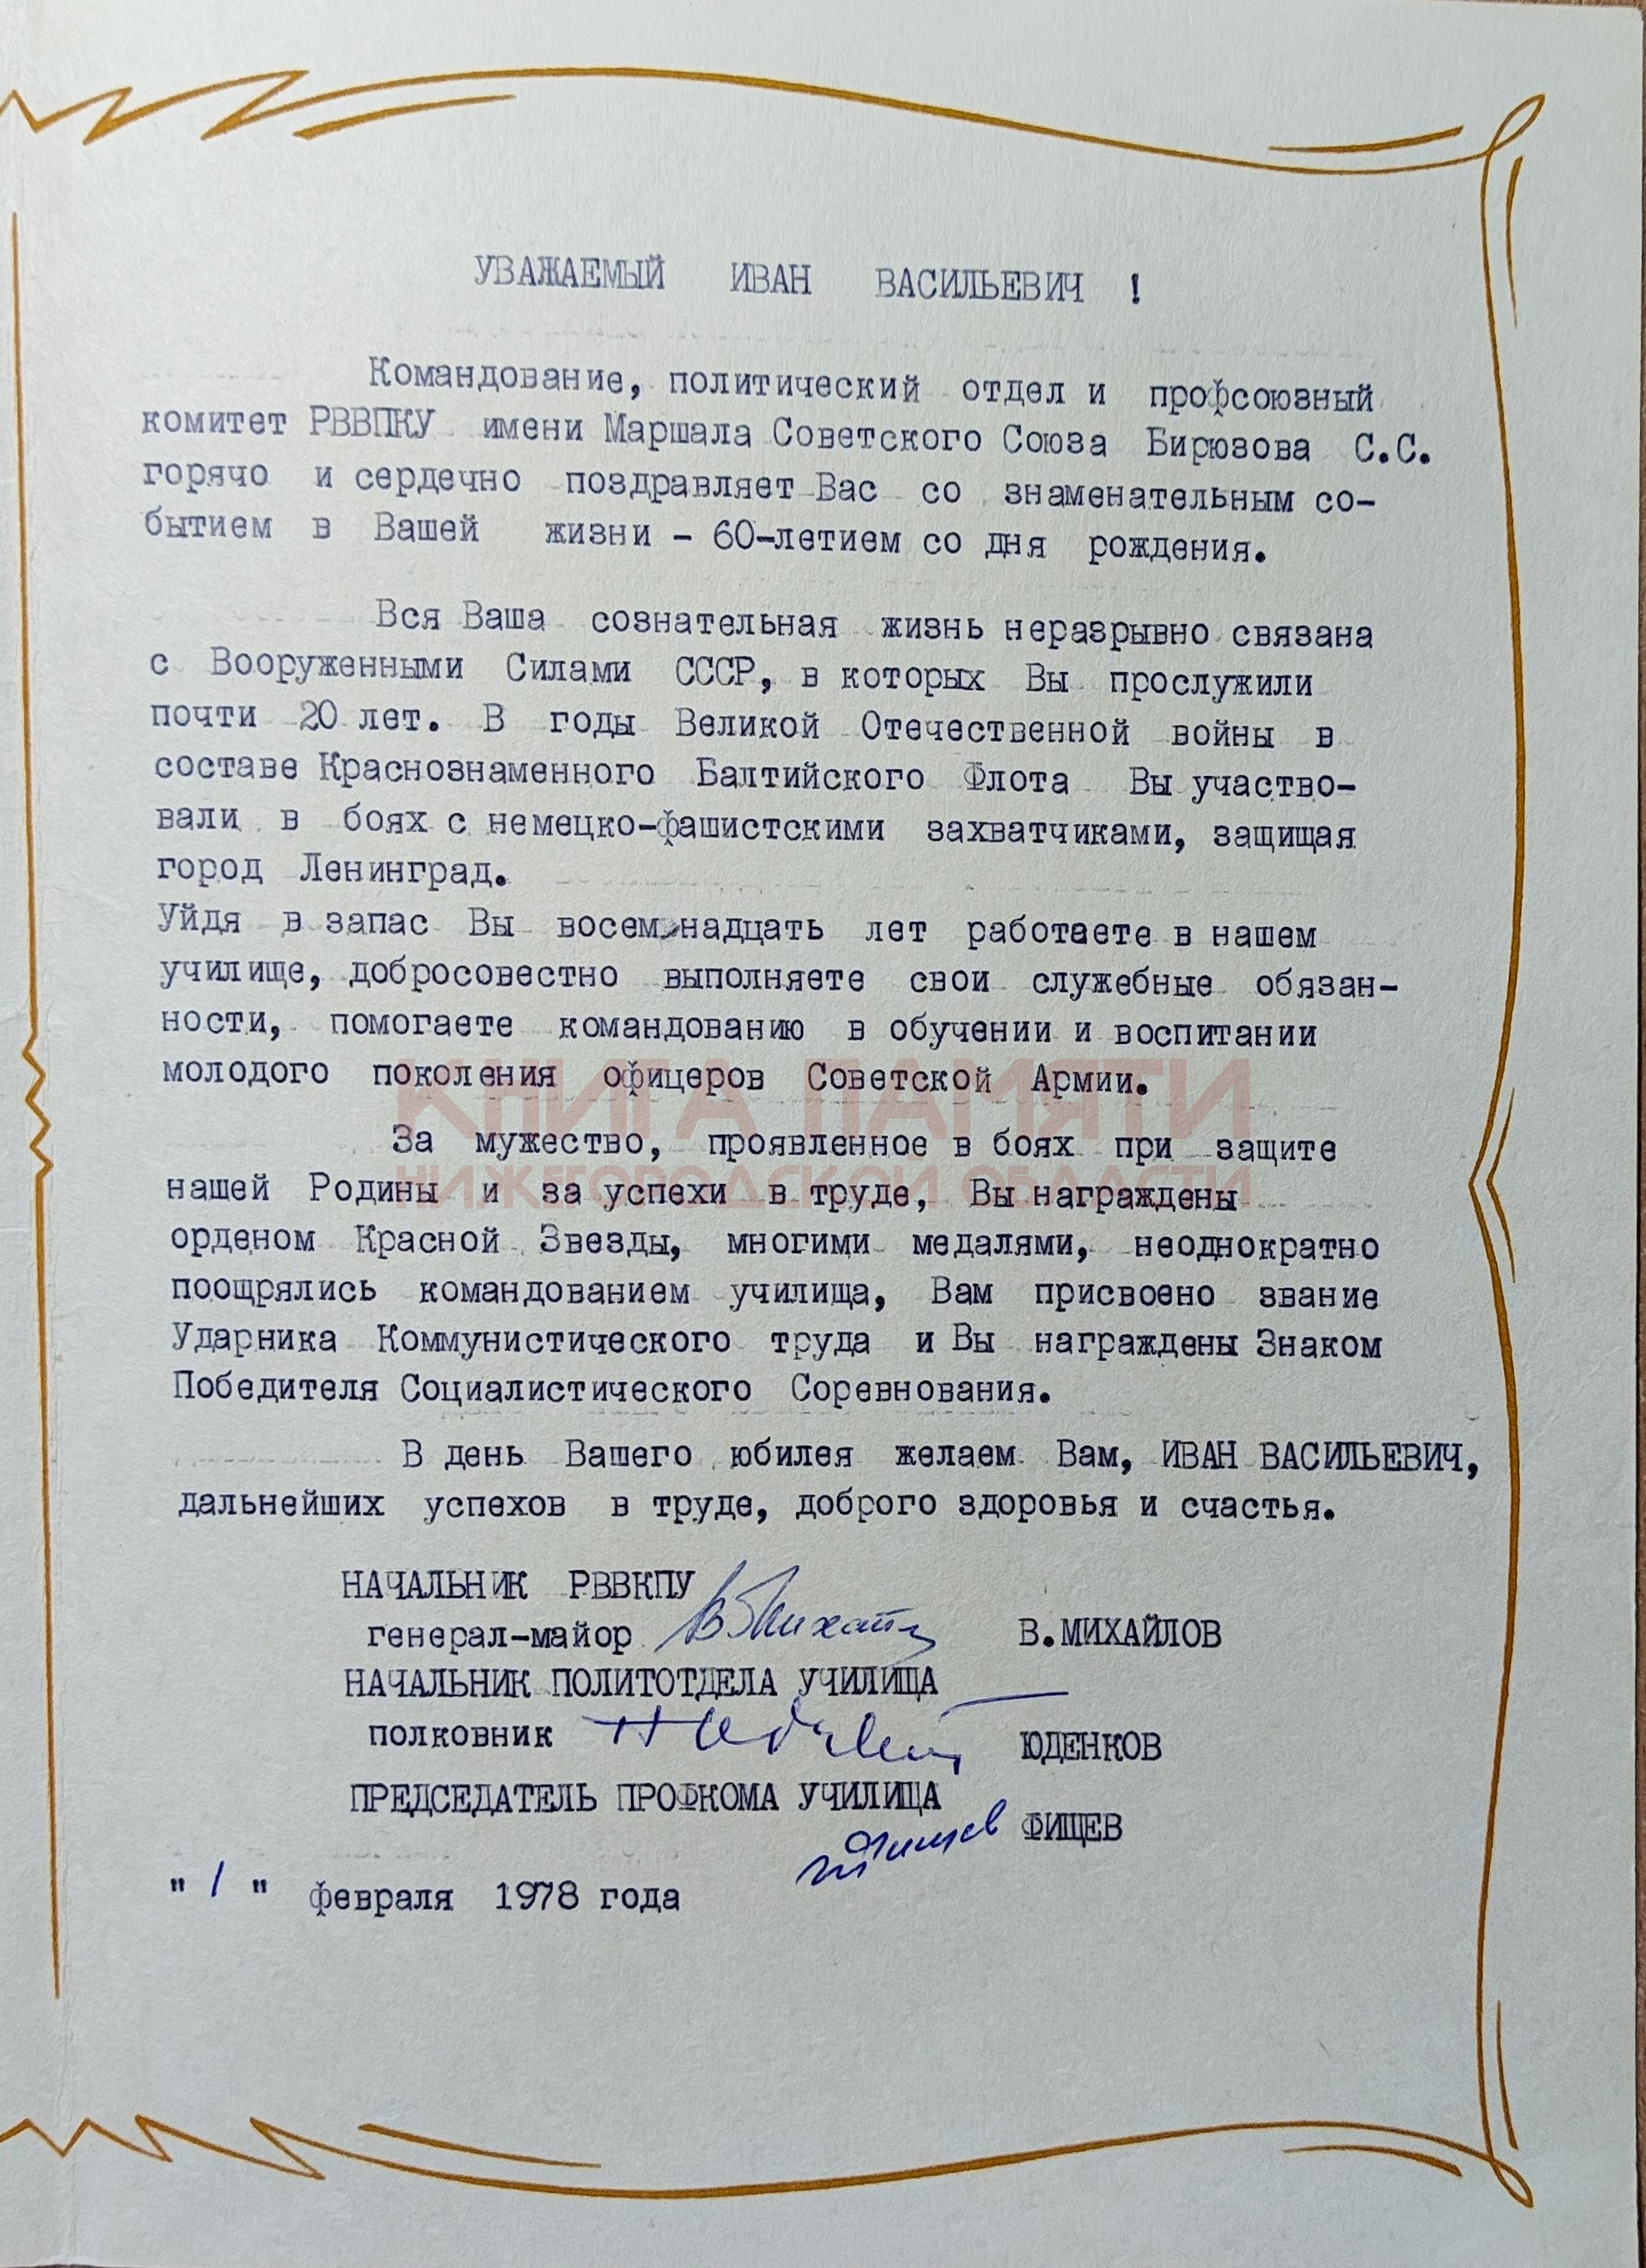 УВАЖАЕМЫЙ ИВАН ВАСИЛЬЕВИЧ !
Командование, политический отдел и профсоюзный
комитет РВВПКУ имени Маршала Советского Союза Бирюзова С.С.
горячо и сердечно поздравляет Вас со знаменательным со-
бытием в Вашей жизни - 60-летием со дня рождения.
Вся Ваша сознательная жизнь неразрывно связана
с Вооруженными Силами СССР, в которых Вы прослужили
почти 20 лет. В годы Великой Отечественной войны в
составе Краснознаменного Балтийского Флота Вы участво-
вали в боях с немецко-фашистскими захватчиками, защищая
город Ленинград.
Уйдя в запас Вы восемнадцать лет работаете в нашем
училище, добросовестно выполняете свои служебные обязан-
ности, помогаете командованию в обучении и воспитании
молодого поколения офицеров Советской Армии.
КНИГА ПАМЯТИ
За мужество, проявленное в боях при защите
НИЖЕГОРОДСКОЙ ОБЛАСТИ
нашей Родины и за успехи в труде, Вы награждены
орденом Красной Звезды, многими медалями, неоднократно
поощрялись командованием училища, Вам присвоено звание
Ударника Коммунистического труда и Вы награждены Знаком
Победителя Социалистического Соревнования.
В день Вашего юбилея желаем Вам, ИВАН ВАСИЛЬЕВИЧ,
дальнейших успехов в труде, доброго здоровья и счастья.
НАЧАЛЬНИК РВВКПУ
генерал-майор В.МИХАЙЛОВ
НАЧАЛЬНИК ПОЛИТОТДЕЛА УЧИЛИЩА
полковник ЮДЕНКОВ
ПРЕДСЕДАТЕЛЬ ПРОФКОМА УЧИЛИЩА
ФИЩЕВ
" 1 " февраля 1978 года